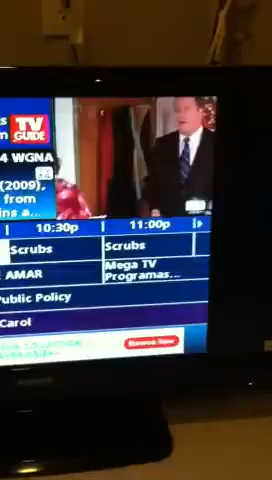 TV
GUIDE
4 WGNA
(2009),
from
ins a...
10:30p 11:00p
Scrubs Scrubs
AMAR Mega TV
Programas...
Public Policy
Carol